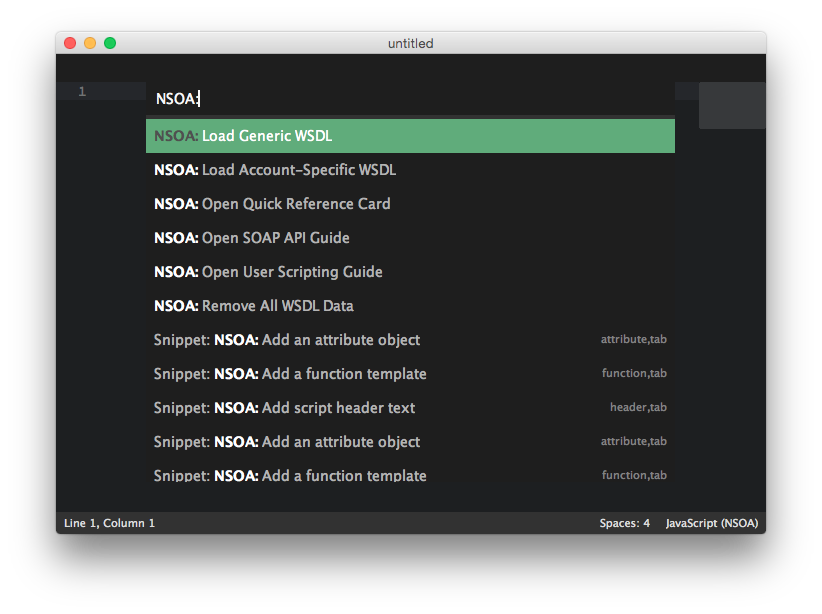 untitled
1
NSOA:
NSOA: Load Generic WSDL
NSOA: Load Account-Specific WSDL
NSOA: Open Quick Reference Card
NSOA: Open SOAP API Guide
NSOA: Open User Scripting Guide
NSOA: Remove All WSDL Data
Snippet: NSOA: Add an attribute object attribute,tab
Snippet: NSOA: Add a function template function,tab
Snippet: NSOA: Add script header text header,tab
Snippet: NSOA: Add an attribute object attribute,tab
Snippet: NSOA: Add a function template function,tab
Line 1, Column 1 Spaces: 4 JavaScript (NSOA)